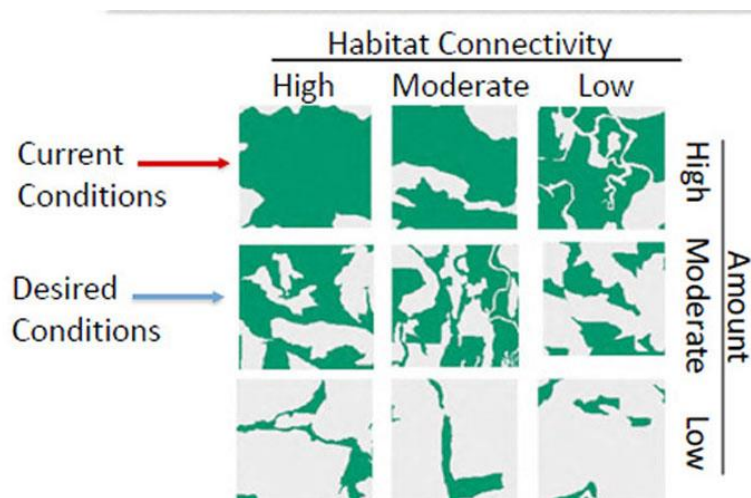 Habitat Connectivity
High Moderate Low
Current
Conditions
Desired
Conditions
High
Moderate
Low
Amount